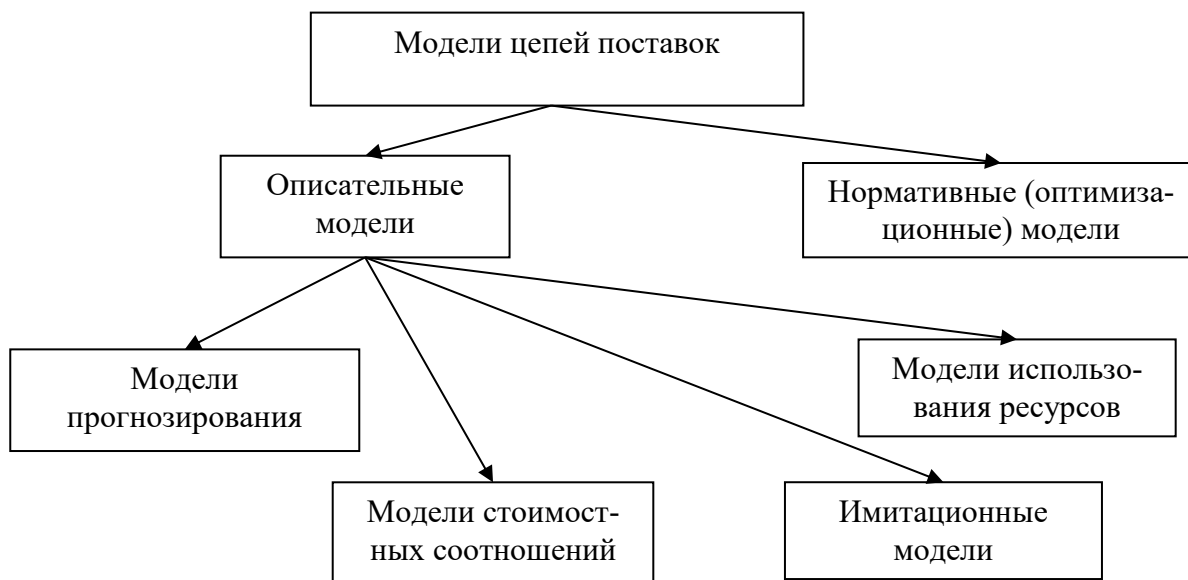 Модели цепей поставок
Описательные
модели
Нормативные (оптимиза-
ционные) модели
Модели
прогнозирования
Модели использо-
вания ресурсов
Модели стоимост-
ных соотношений
Имитационные
модели